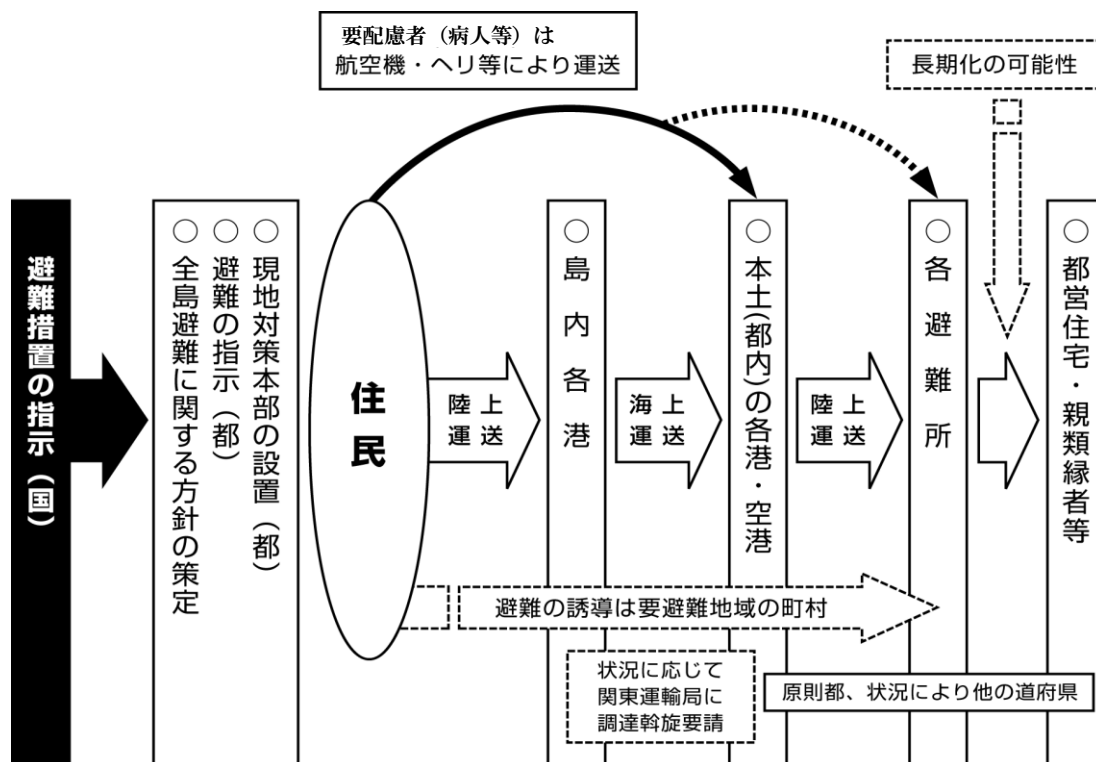 要配慮者（病人等）は
航空機・ヘリ等により運送
長期化の可能性
避難措置の指示（国）
○現地対策本部の設置（都）
○避難の指示（都）
○全島避難に関する方針の策定
住民
陸上
運送
○島内各港
海上
運送
○本土(都内)の各港・空港
陸上
運送
○各避難所
○都営住宅・親類縁者等
避難の誘導は要避難地域の町村
状況に応じて
関東運輸局に
調達斡旋要請
原則都、状況により他の道府県